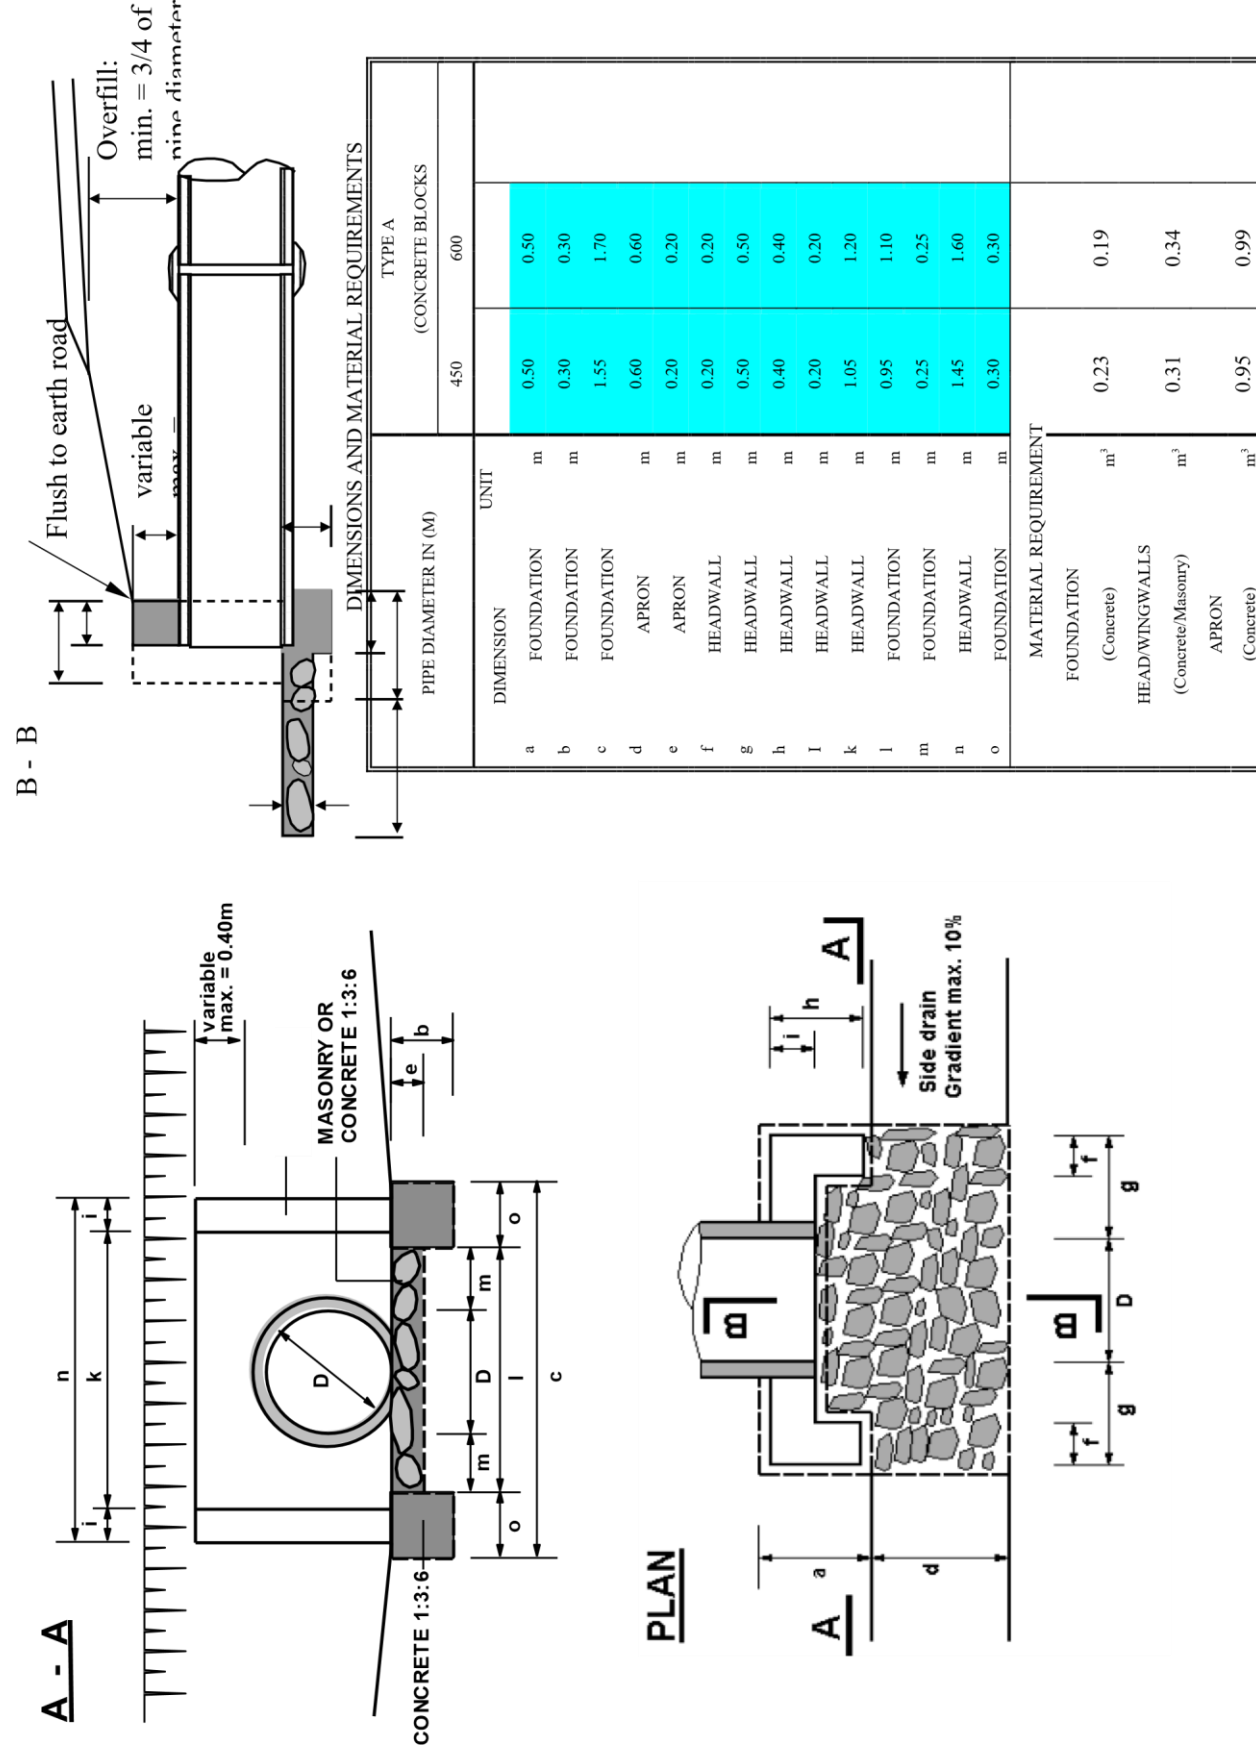 A - A
n
i k i
variable
max. = 0.40m
D
MASONRY OR
CONCRETE 1:3:6
e b
CONCRETE 1:3:6
o m D m o
l
c
B - B
Flush to earth road
Overfill:
min. = 3/4 of
pipe diameter
variable
max. =
PLAN
A A
B B
a
d
i
h
Side drain
Gradient max. 10%
f f
g D g
DIMENSIONS AND MATERIAL REQUIREMENTS
PIPE DIAMETER IN (M) TYPE A
(CONCRETE BLOCKS
450 600
DIMENSION UNIT
a FOUNDATION m 0.50 0.50
b FOUNDATION m 0.30 0.30
c FOUNDATION m 1.55 1.70
d APRON m 0.60 0.60
e APRON m 0.20 0.20
f HEADWALL m 0.20 0.20
g HEADWALL m 0.50 0.50
h HEADWALL m 0.40 0.40
I HEADWALL m 0.20 0.20
k HEADWALL m 1.05 1.20
l FOUNDATION m 0.95 1.10
m FOUNDATION m 0.25 0.25
n HEADWALL m 1.45 1.60
o FOUNDATION m 0.30 0.30
MATERIAL REQUIREMENT
FOUNDATION
(Concrete) m³ 0.23 0.19
HEAD/WINGWALLS
(Concrete/Masonry) m³ 0.31 0.34
APRON
(Concrete) m³ 0.95 0.99